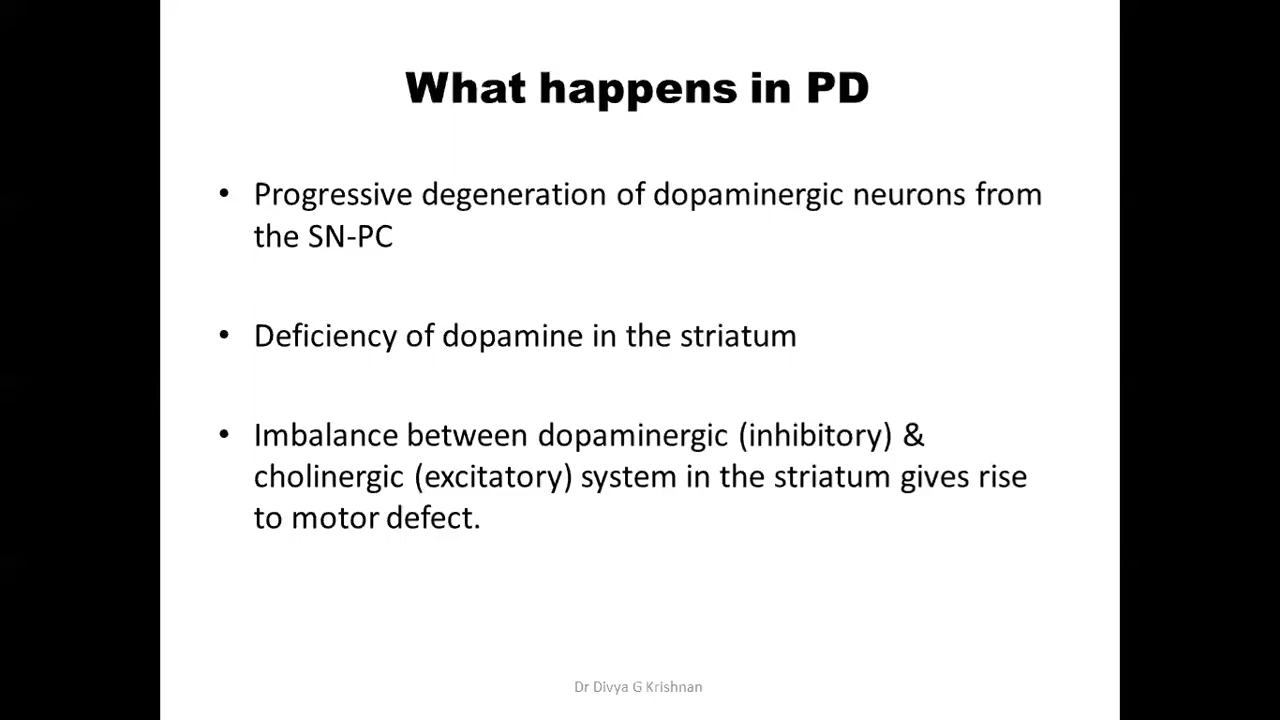 What happens in PD
• Progressive degeneration of dopaminergic neurons from
the SN-PC
• Deficiency of dopamine in the striatum
• Imbalance between dopaminergic (inhibitory) &
cholinergic (excitatory) system in the striatum gives rise
to motor defect.
Dr Divya G Krishnan